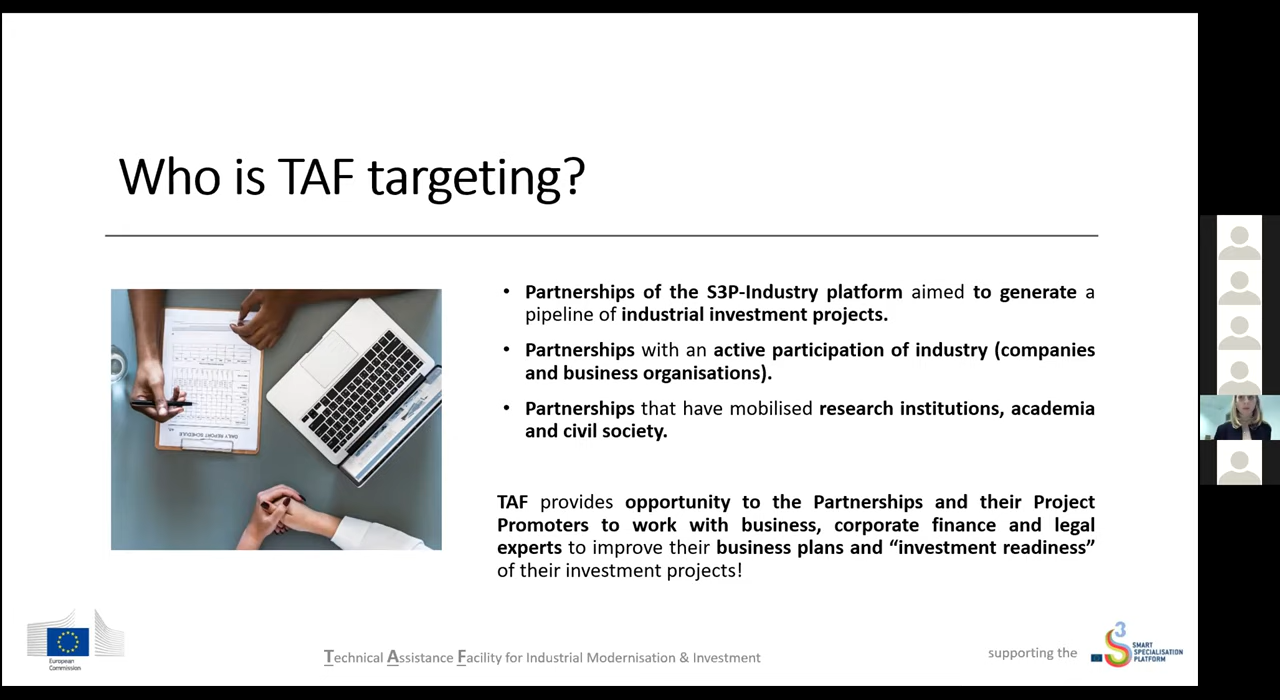 Who is TAF targeting?
• Partnerships of the S3P-Industry platform aimed to generate a
pipeline of industrial investment projects.
• Partnerships with an active participation of industry (companies
and business organisations).
• Partnerships that have mobilised research institutions, academia
and civil society.
TAF provides opportunity to the Partnerships and their Project
Promoters to work with business, corporate finance and legal
experts to improve their business plans and “investment readiness”
of their investment projects!
DAILY REPORT SCHEDULE
European
Commission
Technical Assistance Facility for Industrial Modernisation & Investment
supporting the
S3
SMART
SPECIALISATION
PLATFORM